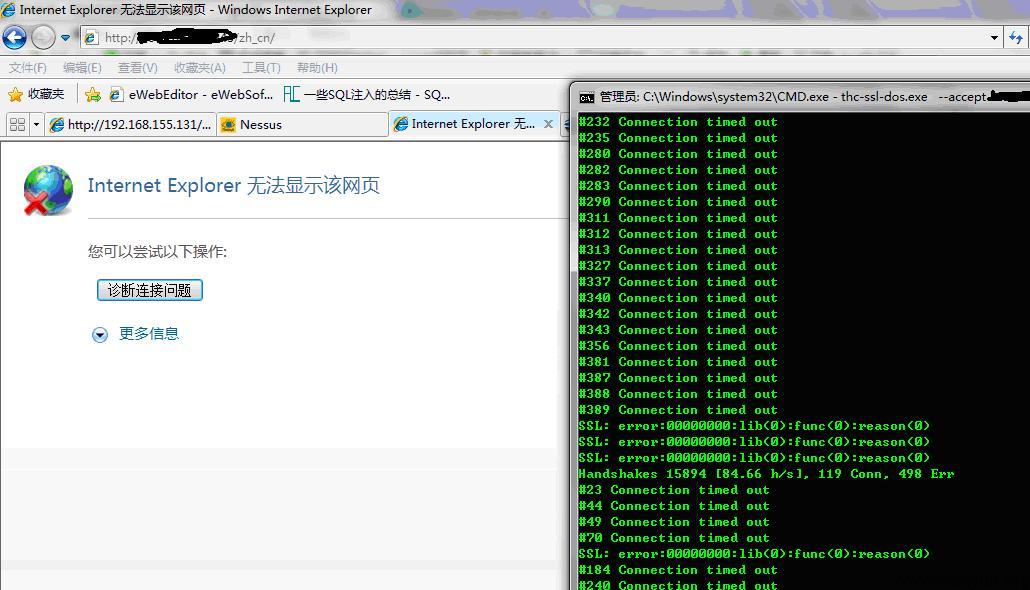 Internet Explorer 无法显示该网页 - Windows Internet Explorer
http://
/zh_cn/
文件(F) 编辑(E) 查看(V) 收藏夹(A) 工具(T) 帮助(H)
收藏夹 eWebEditor - eWebSof... 一些SQL注入的总结 - SQ...
http://192.168.155.131/... Nessus Internet Explorer 无...
Internet Explorer 无法显示该网页
您可以尝试以下操作:
诊断连接问题
更多信息
管理员: C:\Windows\system32\CMD.exe - thc-ssl-dos.exe --accept
#232 Connection timed out
#235 Connection timed out
#280 Connection timed out
#282 Connection timed out
#283 Connection timed out
#290 Connection timed out
#311 Connection timed out
#312 Connection timed out
#313 Connection timed out
#327 Connection timed out
#337 Connection timed out
#340 Connection timed out
#342 Connection timed out
#343 Connection timed out
#356 Connection timed out
#381 Connection timed out
#387 Connection timed out
#388 Connection timed out
#389 Connection timed out
SSL: error:00000000:lib(0):func(0):reason(0)
SSL: error:00000000:lib(0):func(0):reason(0)
SSL: error:00000000:lib(0):func(0):reason(0)
Handshakes 15894 [84.66 h/s], 119 Conn, 498 Err
#23 Connection timed out
#44 Connection timed out
#49 Connection timed out
#70 Connection timed out
SSL: error:00000000:lib(0):func(0):reason(0)
#184 Connection timed out
#240 Connection timed out